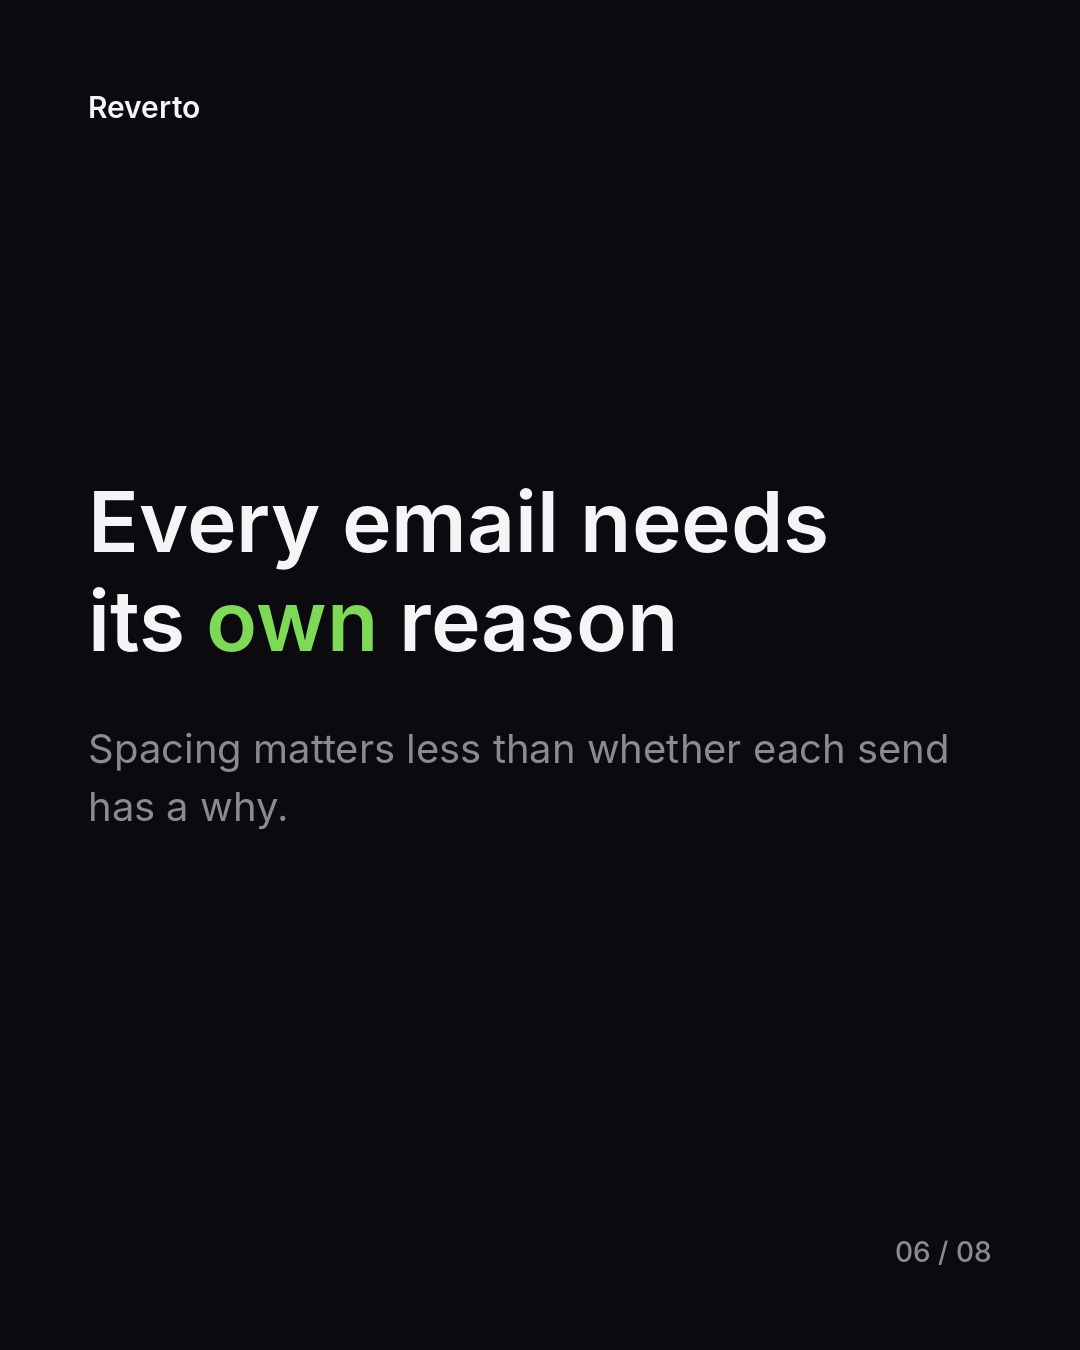 Reverto
Every email needs
its own reason
Spacing matters less than whether each send
has a why.
06 / 08